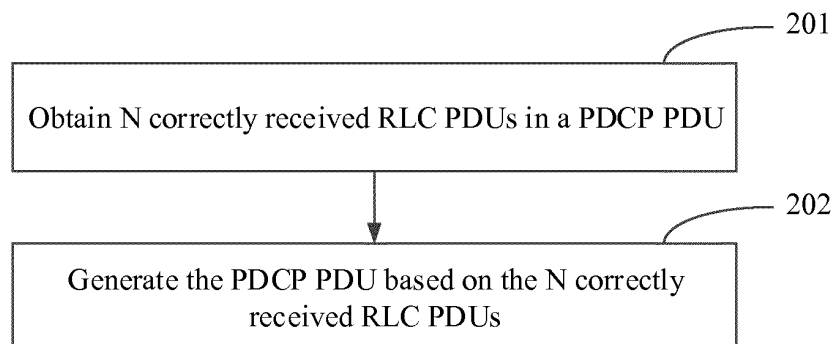 201
Obtain N correctly received RLC PDUs in a PDCP PDU
202
Generate the PDCP PDU based on the N correctly
received RLC PDUs